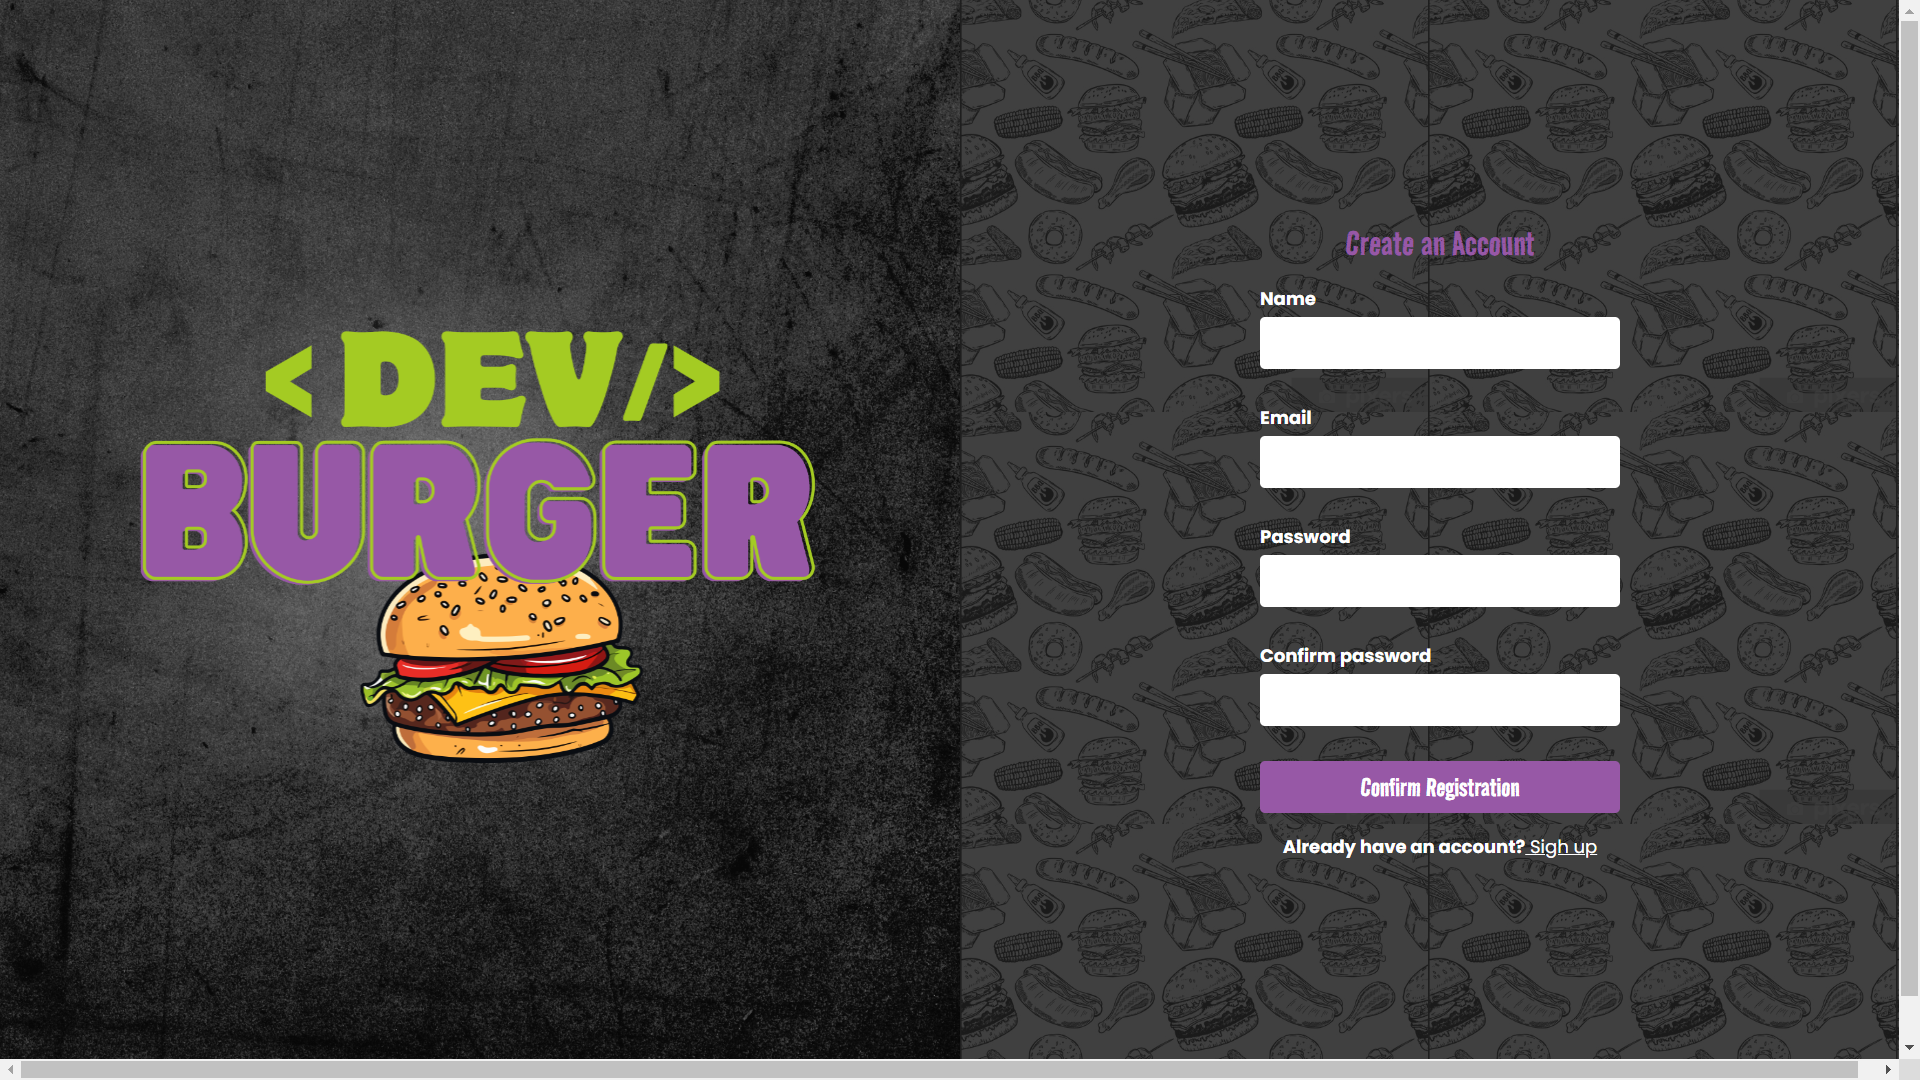 < DEV/>
BURGER
Create an Account
Name
Email
Password
Confirm password
Confirm Registration
Already have an account? Sigh up